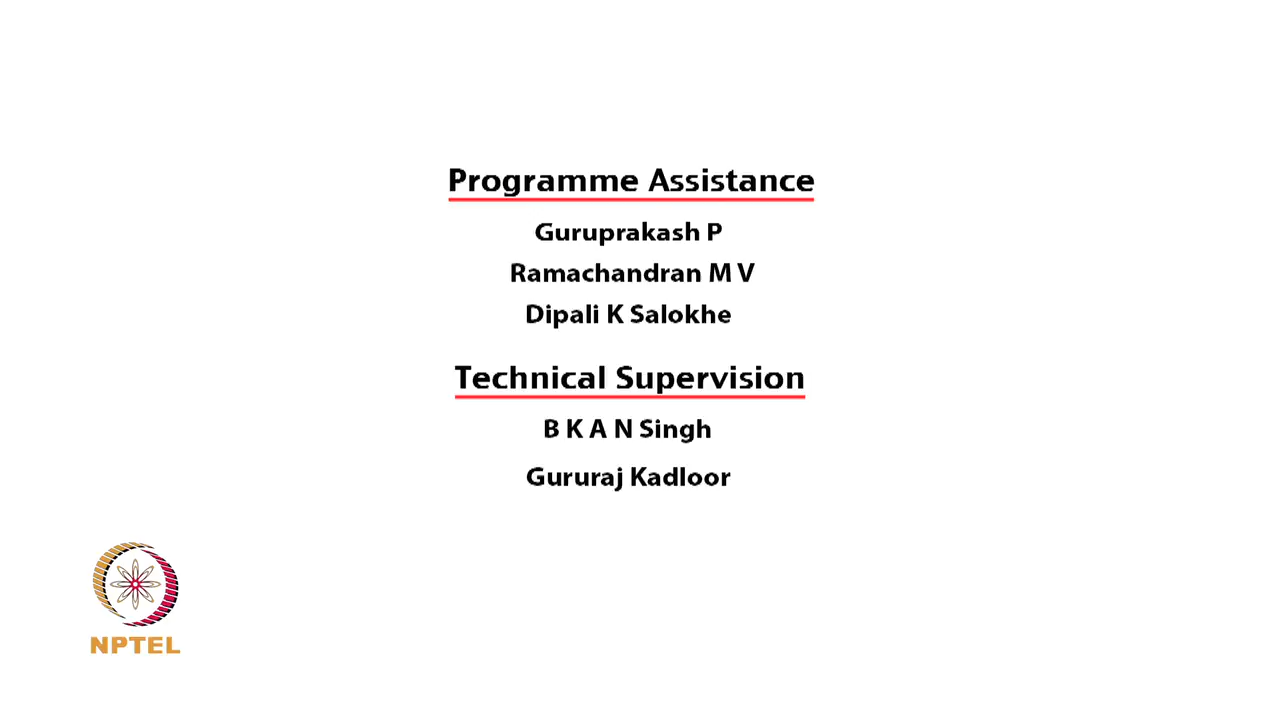 Programme Assistance
Guruprakash P
Ramachandran M V
Dipali K Salokhe
Technical Supervision
B K A N Singh
Gururaj Kadloor
NPTEL